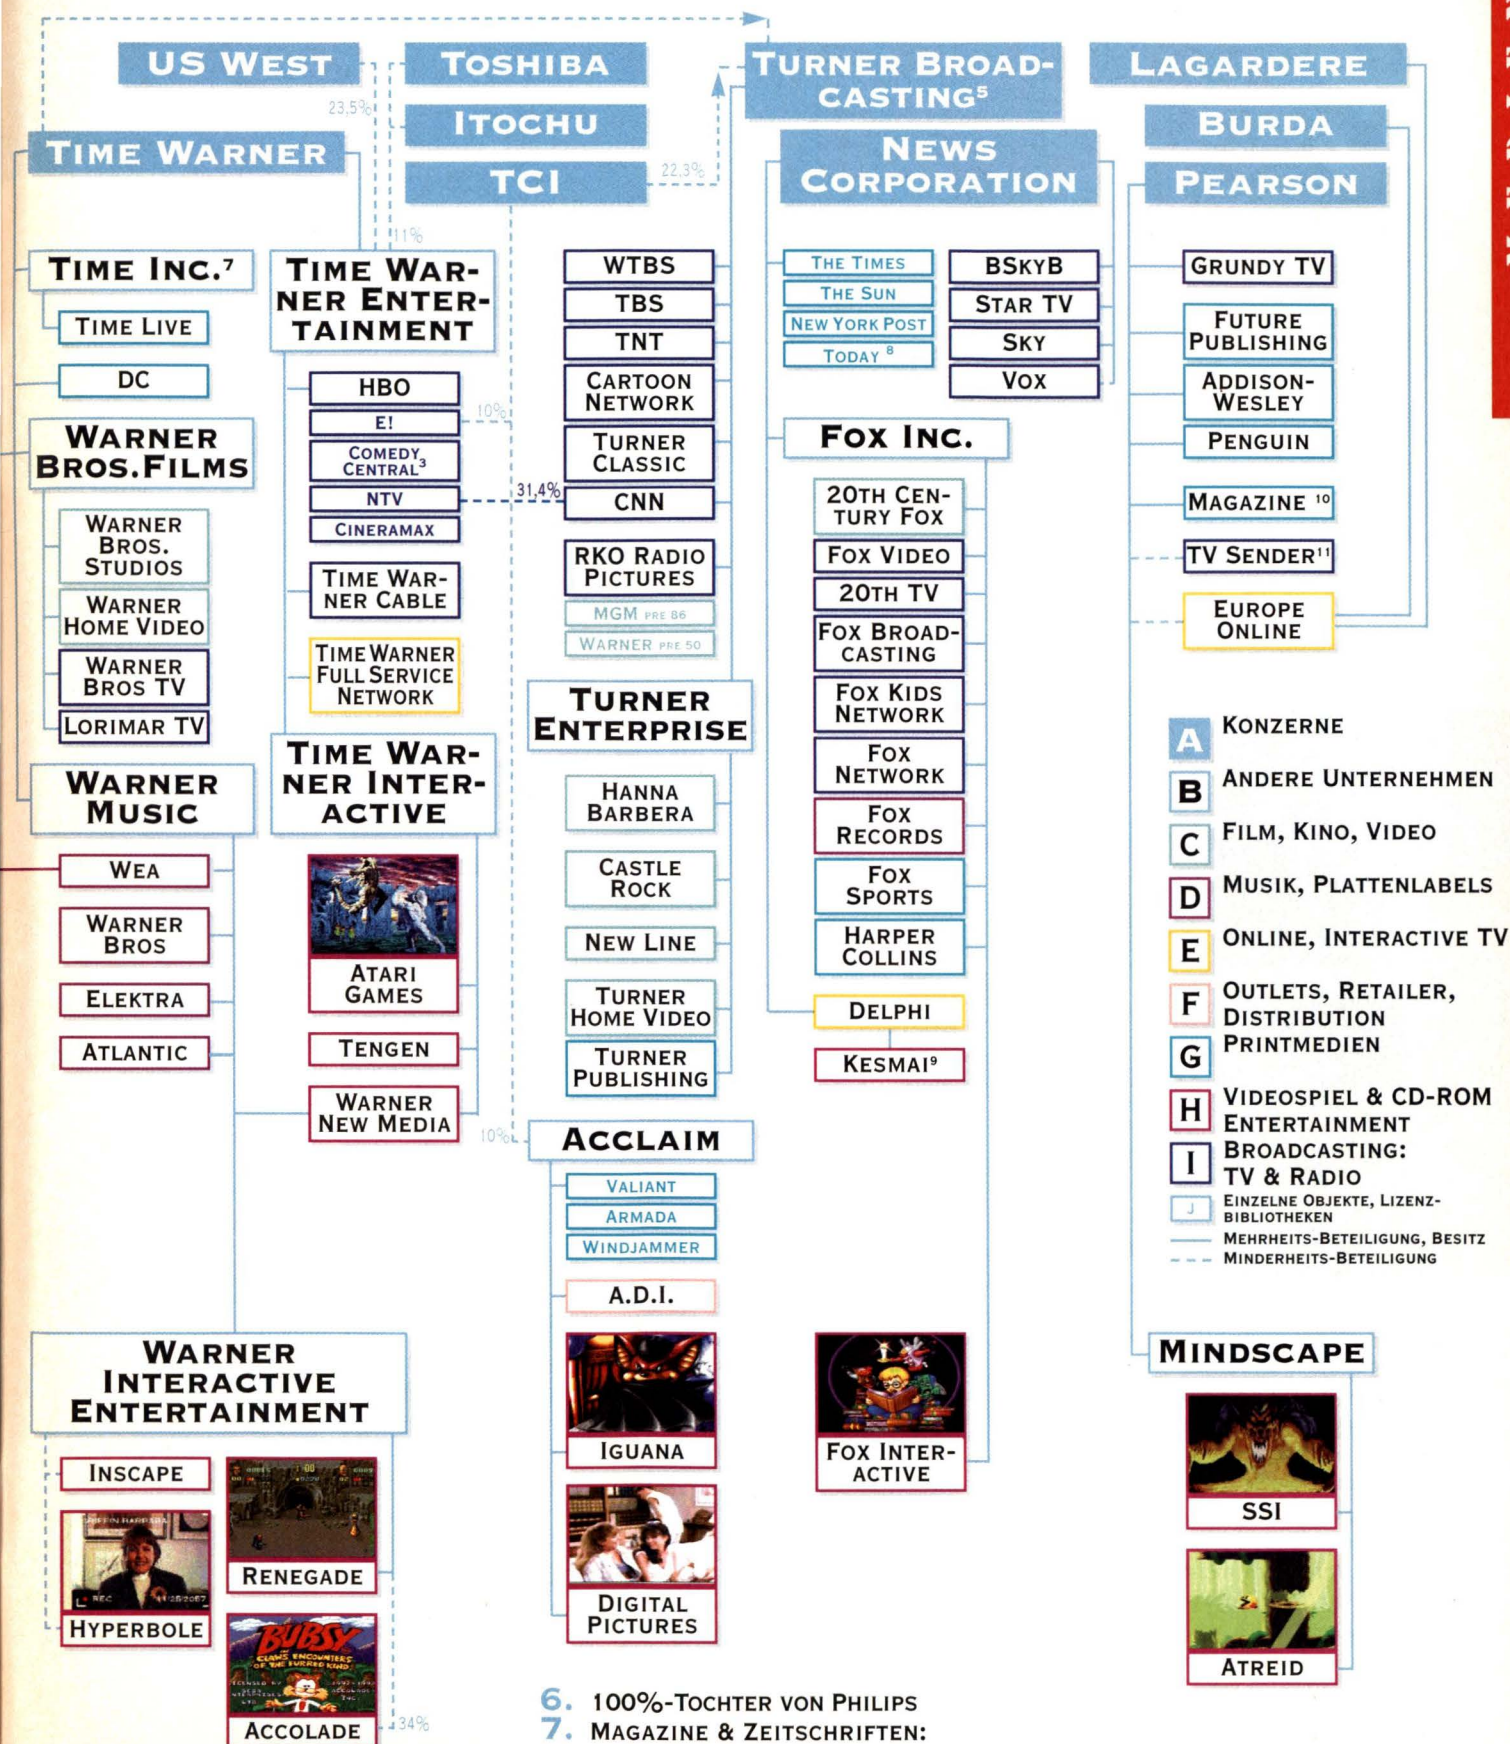 US WEST
TOSHIBA
TURNER BROAD-
CASTING⁵
LAGARDERE
23,5%
ITOCHU
BURDA
TIME WARNER
NEWS
CORPORATION
TCI
22,3%
PEARSON
11%
TIME INC.⁷
TIME LIVE
DC
WARNER
BROS.FILMS
WARNER
BROS.
STUDIOS
WARNER
HOME VIDEO
WARNER
BROS TV
LORIMAR TV
WARNER
MUSIC
WEA
WARNER
BROS
ELEKTRA
ATLANTIC
TIME WAR-
NER ENTER-
TAINMENT
HBO
E!
10%
COMEDY
CENTRAL³
NTV
31,4%
CINERAMAX
TIME WAR-
NER CABLE
TIME WARNER
FULL SERVICE
NETWORK
TIME WAR-
NER INTER-
ACTIVE
ATARI
GAMES
TENGEN
WARNER
NEW MEDIA
WTBS
TBS
TNT
CARTOON
NETWORK
TURNER
CLASSIC
CNN
RKO RADIO
PICTURES
MGM PRE 86
WARNER PRE 50
TURNER
ENTERPRISE
HANNA
BARBERA
CASTLE
ROCK
NEW LINE
TURNER
HOME VIDEO
TURNER
PUBLISHING
10%
ACCLAIM
VALIANT
ARMADA
WINDJAMMER
A.D.I.
IGUANA
DIGITAL
PICTURES
THE TIMES
THE SUN
NEW YORK POST
TODAY ⁸
BSKYB
STAR TV
SKY
VOX
FOX INC.
20TH CEN-
TURY FOX
FOX VIDEO
20TH TV
FOX BROAD-
CASTING
FOX KIDS
NETWORK
FOX
NETWORK
FOX
RECORDS
FOX
SPORTS
HARPER
COLLINS
DELPHI
KESMAI⁹
FOX INTER-
ACTIVE
GRUNDY TV
FUTURE
PUBLISHING
ADDISON-
WESLEY
PENGUIN
MAGAZINE ¹⁰
TV SENDER¹¹
EUROPE
ONLINE
A KONZERNE
B ANDERE UNTERNEHMEN
C FILM, KINO, VIDEO
D MUSIK, PLATTENLABELS
E ONLINE, INTERACTIVE TV
F OUTLETS, RETAILER,
DISTRIBUTION
G PRINTMEDIEN
H VIDEOSPIEL & CD-ROM
ENTERTAINMENT
I BROADCASTING:
TV & RADIO
J EINZELNE OBJEKTE, LIZENZ-
BIBLIOTHEKEN
MEHRHEITS-BETEILIGUNG, BESITZ
MINDERHEITS-BETEILIGUNG
MINDSCAPE
SSI
ATREID
WARNER
INTERACTIVE
ENTERTAINMENT
INSCAPE
REC 11/25/2057
HYPERBOLE
RENEGADE
BUBSY
CLAWS ENCOUNTERS
OF THE FURRED KIND
ACCOLADE
34%
6. 100%-TOCHTER VON PHILIPS
7. MAGAZINE & ZEITSCHRIFTEN: